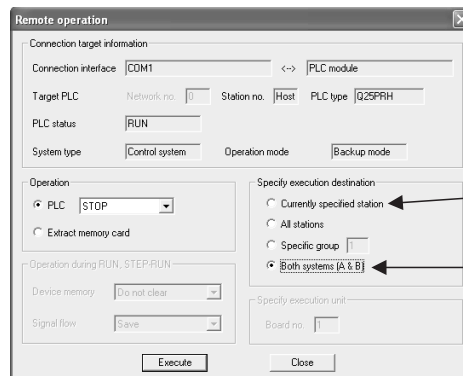 Remote operation
Connection target information
Connection interface COM1 <--> PLC module
Target PLC Network no. 0 Station no. Host PLC type Q25PRH
PLC status RUN
System type Control system Operation mode Backup mode
Operation
PLC STOP
Extract memory card
Specify execution destination
Currently specified station
All stations
Specific group 1
Both systems (A & B)
Operation during RUN, STEP-RUN
Device memory Do not clear
Signal flow Save
Specify execution unit
Board no. 1
Execute Close